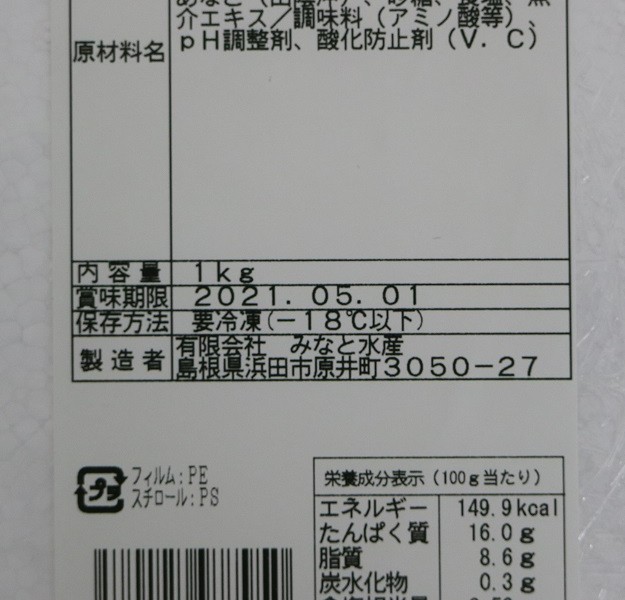 介エキス／調味料（アミノ酸等）、
原材料名 ｐＨ調整剤、酸化防止剤（Ｖ．Ｃ）
内容量 １ｋｇ
賞味期限 ２０２１．０５．０１
保存方法 要冷凍（－１８℃以下）
製造者 有限会社　みなと水産
島根県浜田市原井町３０５０－２７
プラ フィルム：PE
スチロール：PS
栄養成分表示（100ｇ当たり）
エネルギー 149.9kcal
たんぱく質 16.0ｇ
脂質 8.6ｇ
炭水化物 0.3ｇ